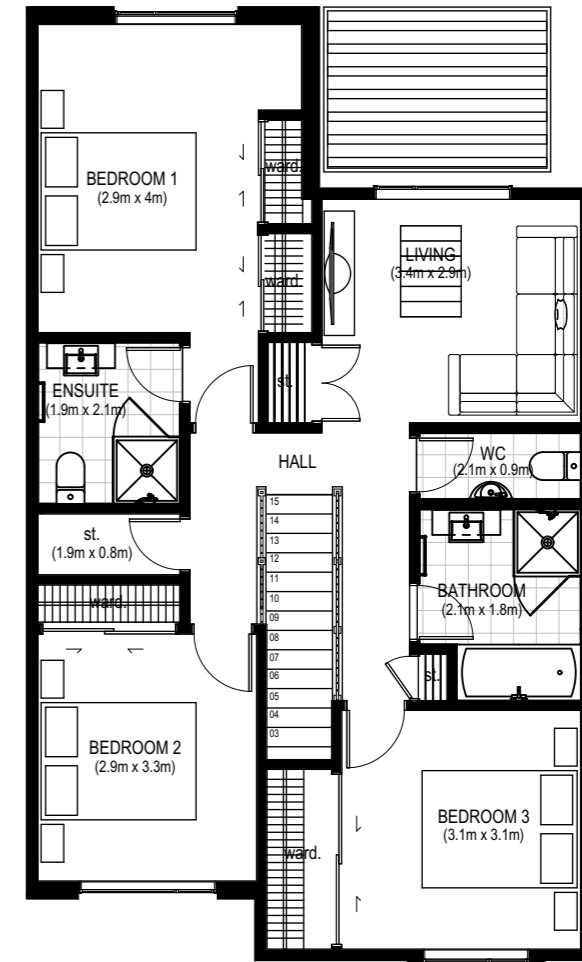 BEDROOM 1
(2.9m x 4m)
ward.
ward.
LIVING
(3.4m x 2.9m)
st.
ENSUITE
(1.9m x 2.1m)
HALL
WC
(2.1m x 0.9m)
st.
(1.9m x 0.8m)
15
14
13
12
11
10
09
08
07
06
05
04
03
BATHROOM
(2.1m x 1.8m)
ward.
st.
BEDROOM 2
(2.9m x 3.3m)
BEDROOM 3
(3.1m x 3.1m)
ward.